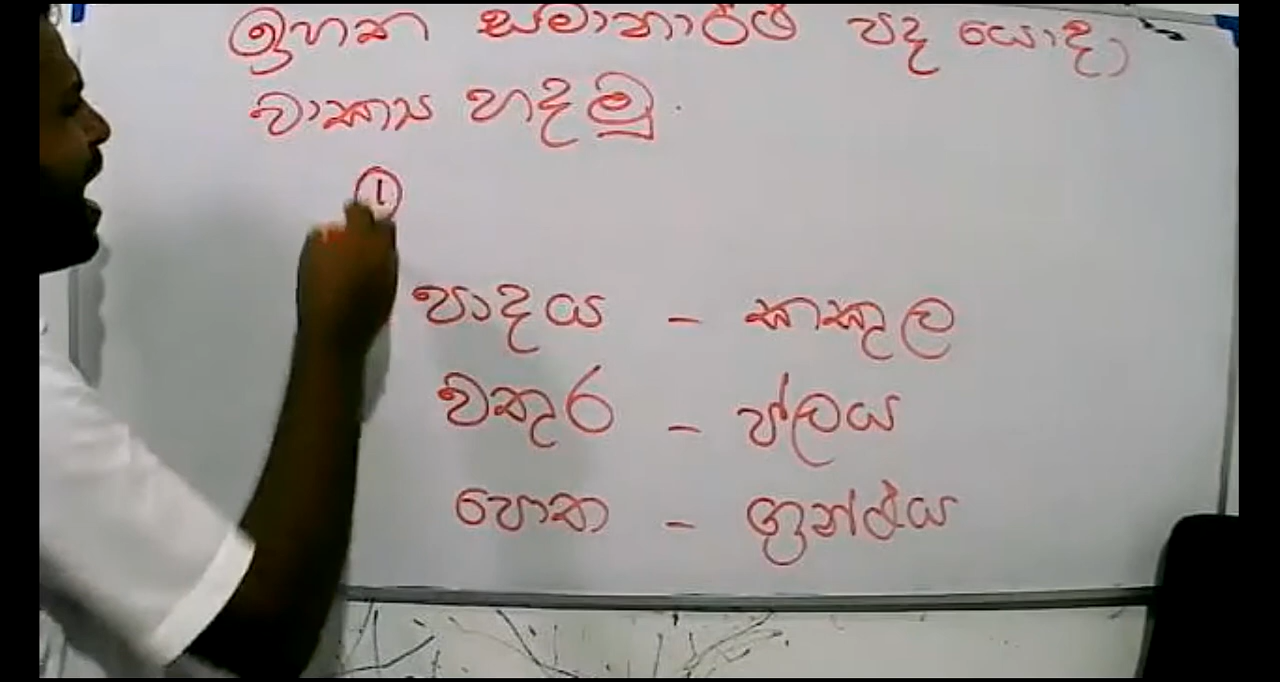 ඉහත සමානාර්ථ පද යොදා
වාක්‍ය හදමු.
1
පාදය - කකුල
වතුර - ජලය
පොත - ග්‍රන්ථය